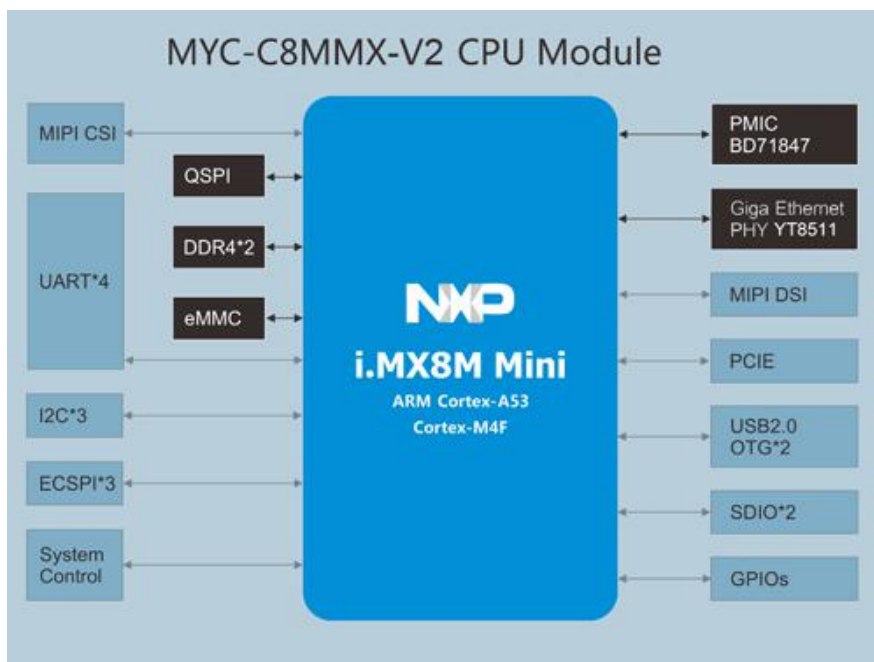 MYC-C8MMX-V2 CPU Module
MIPI CSI
QSPI
DDR4*2
UART*4
eMMC
I2C*3
ECSPI*3
System
Control
NXP
i.MX8M Mini
ARM Cortex-A53
Cortex-M4F
PMIC
BD71847
Giga Ethernet
PHY YT8511
MIPI DSI
PCIE
USB2.0
OTG*2
SDIO*2
GPIOs